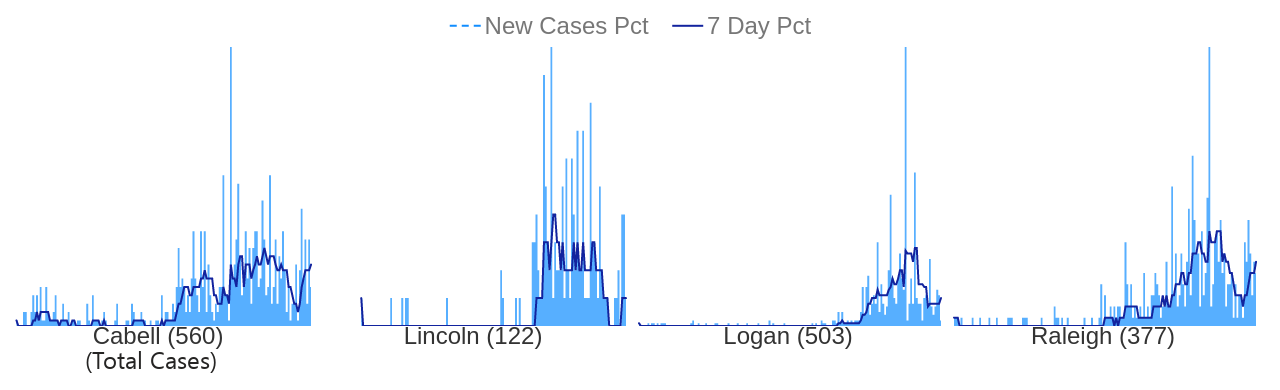 New Cases Pct 7 Day Pct
Cabell (560) Lincoln (122) Logan (503) Raleigh (377)
(Total Cases)